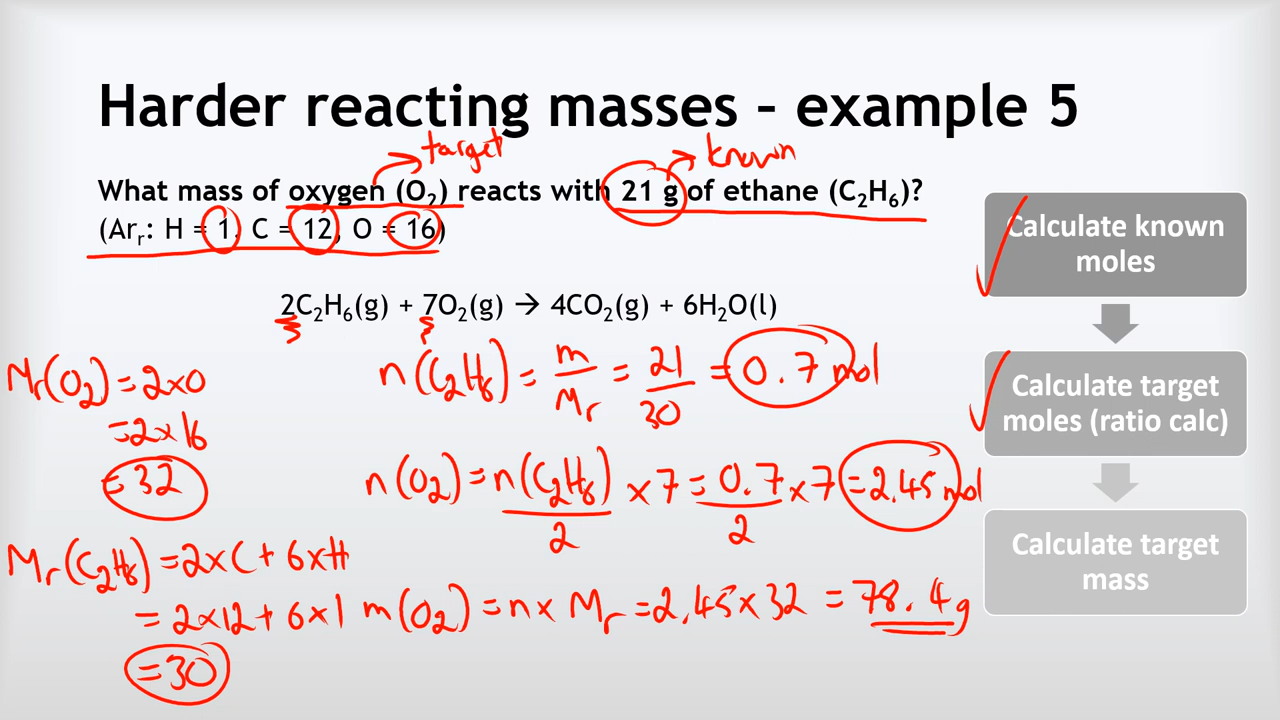 Harder reacting masses – example 5
target
known
What mass of oxygen (O₂) reacts with 21 g of ethane (C₂H₆)?
(Arᵣ: H = 1, C = 12, O = 16)
2C₂H₆(g) + 7O₂(g) → 4CO₂(g) + 6H₂O(l)
Mr(O₂) = 2×O
= 2×16
= 32
Mr(C₂H₆) = 2×C + 6×H
= 2×12 + 6×1
= 30
n(C₂H₆) = m/Mr = 21/30 = 0.7 mol
n(O₂) = n(C₂H₆)/2 × 7 = 0.7/2 × 7 = 2.45 mol
m(O₂) = n × Mr = 2.45 × 32 = 78.4g
Calculate known
moles
Calculate target
moles (ratio calc)
Calculate target
mass